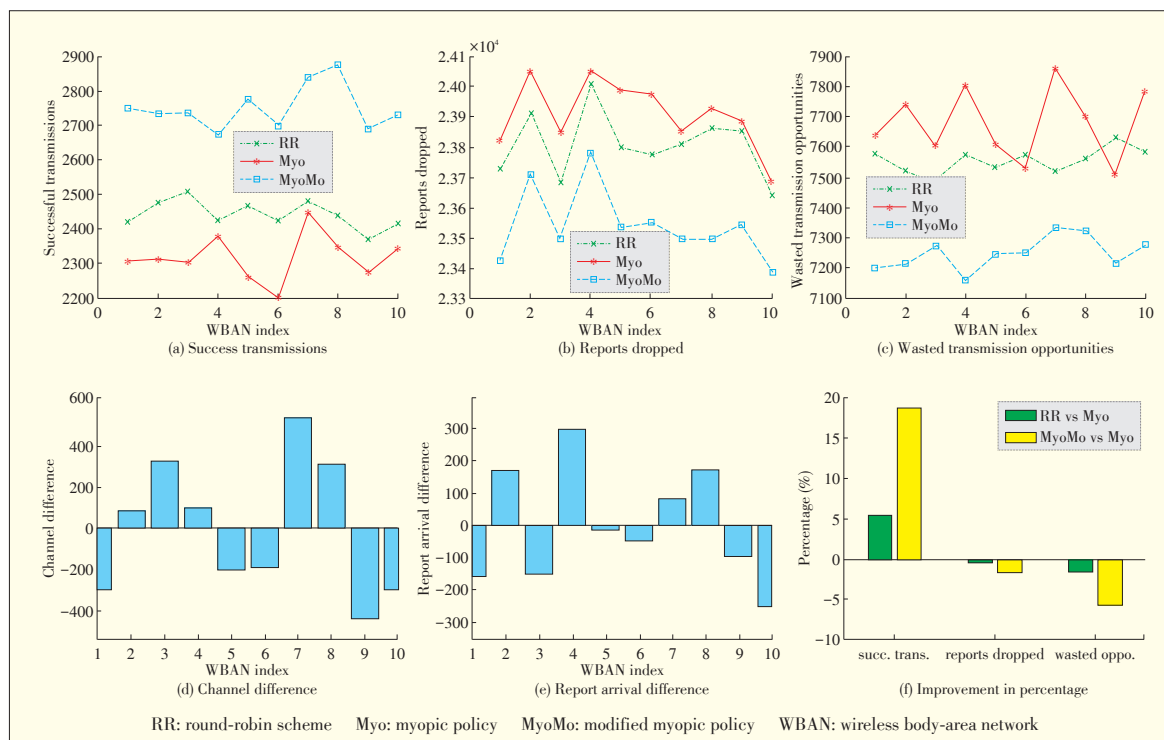 2900
2800
2700
2600
2500
2400
2300
2200
Successful transmissions
RR
Myo
MyoMo
0 2 4 6 8 10
WBAN index
(a) Success transmissions
×10⁴
2.41
2.40
2.39
2.38
2.37
2.36
2.35
2.34
2.33
Reports dropped
RR
Myo
MyoMo
0 2 4 6 8 10
WBAN index
(b) Reports dropped
7900
7800
7700
7600
7500
7400
7300
7200
7100
Wasted transmission opportunities
RR
Myo
MyoMo
0 2 4 6 8 10
WBAN index
(c) Wasted transmission opportunities
600
400
200
0
−200
−400
Channel difference
1 2 3 4 5 6 7 8 9 10
WBAN index
(d) Channel difference
300
200
100
0
−100
−200
−300
Report arrival difference
1 2 3 4 5 6 7 8 9 10
WBAN index
(e) Report arrival difference
20
15
10
5
0
−5
−10
Percentage (%)
RR vs Myo
MyoMo vs Myo
succ. trans. reports dropped wasted oppo.
(f) Improvement in percentage
RR: round-robin scheme Myo: myopic policy MyoMo: modified myopic policy WBAN: wireless body-area network